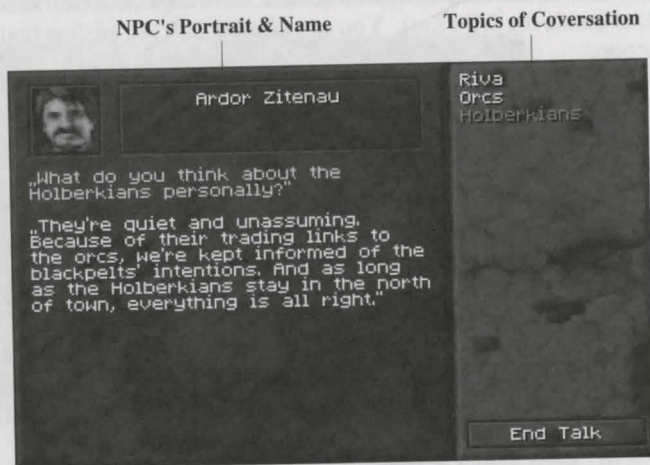 NPC's Portrait & Name
Topics of Coversation
Ardor Zitenau
Riva
Orcs
Holberkians
„What do you think about the
Holberkians personally?"
„They're quiet and unassuming.
Because of their trading links to
the orcs, we're kept informed of the
blackpelts' intentions. And as long
as the Holberkians stay in the north
of town, everything is all right."
End Talk